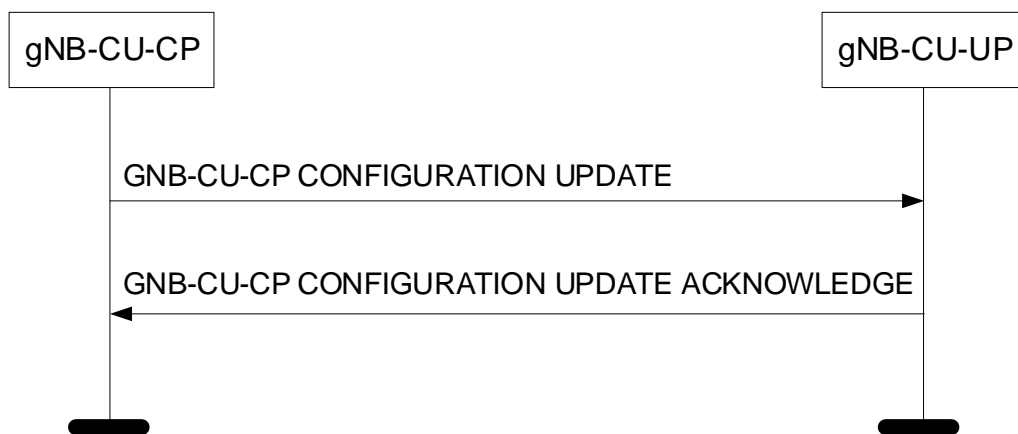 gNB-CU-CP
gNB-CU-UP
GNB-CU-CP CONFIGURATION UPDATE
GNB-CU-CP CONFIGURATION UPDATE ACKNOWLEDGE